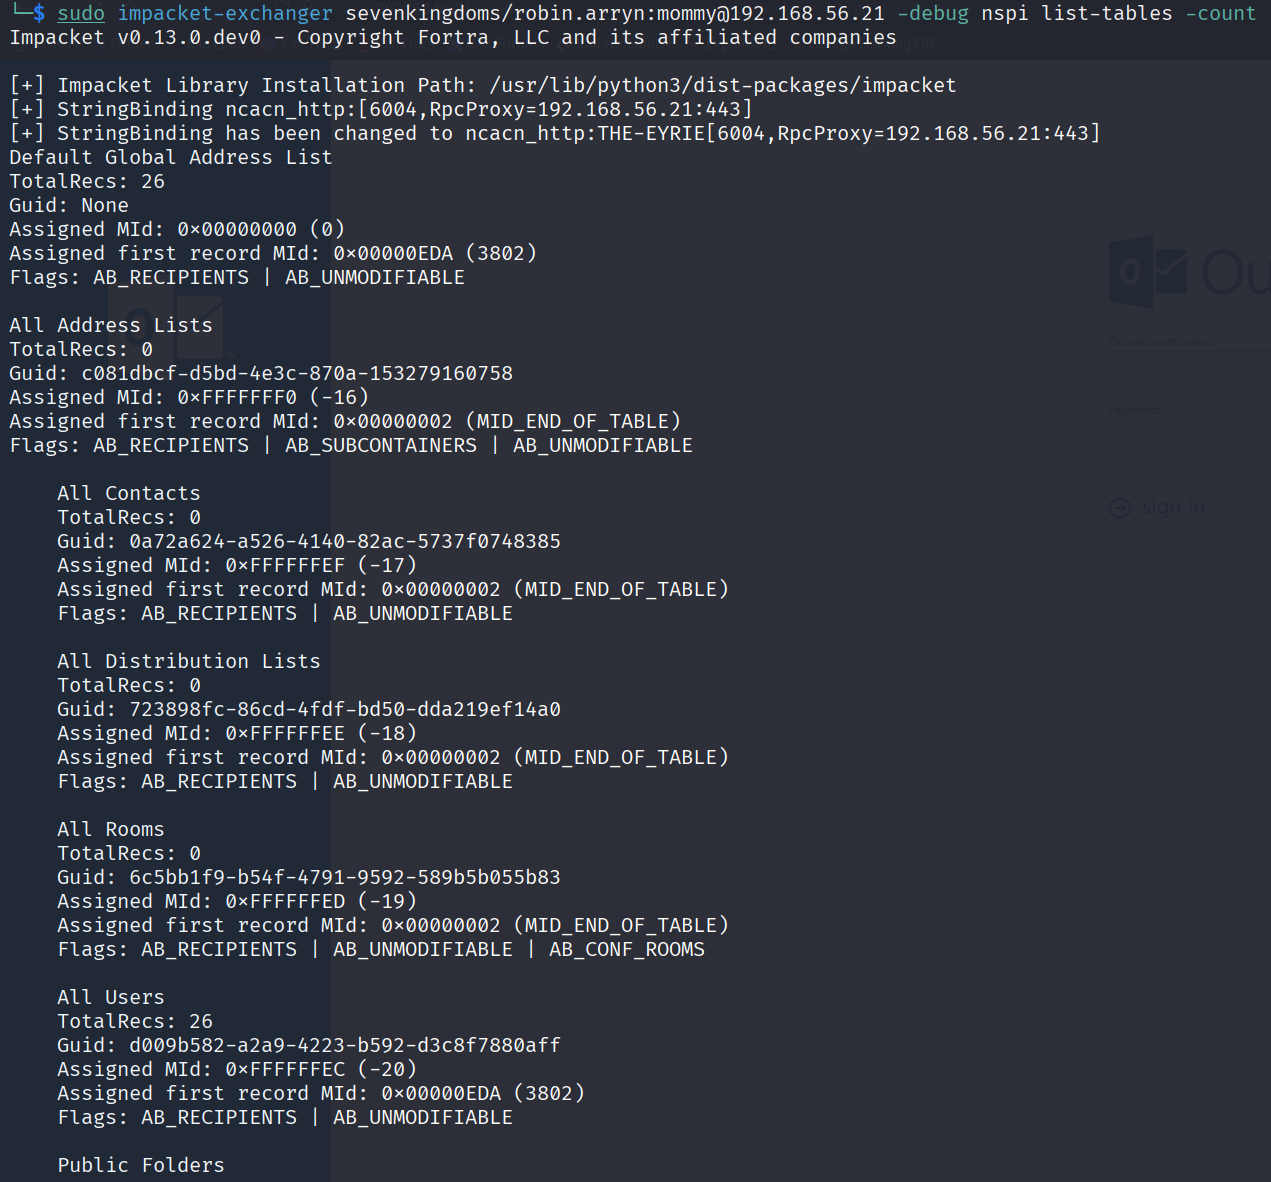 └─$ sudo impacket-exchanger sevenkingdoms/robin.arryn:mommy@192.168.56.21 -debug nspi list-tables -count
Impacket v0.13.0.dev0 - Copyright Fortra, LLC and its affiliated companies
[+] Impacket Library Installation Path: /usr/lib/python3/dist-packages/impacket
[+] StringBinding ncacn_http:[6004,RpcProxy=192.168.56.21:443]
[+] StringBinding has been changed to ncacn_http:THE-EYRIE[6004,RpcProxy=192.168.56.21:443]
Default Global Address List
TotalRecs: 26
Guid: None
Assigned MId: 0×00000000 (0)
Assigned first record MId: 0×00000EDA (3802)
Flags: AB_RECIPIENTS | AB_UNMODIFIABLE
All Address Lists
TotalRecs: 0
Guid: c081dbcf-d5bd-4e3c-870a-153279160758
Assigned MId: 0×FFFFFFF0 (-16)
Assigned first record MId: 0×00000002 (MID_END_OF_TABLE)
Flags: AB_RECIPIENTS | AB_SUBCONTAINERS | AB_UNMODIFIABLE
All Contacts
TotalRecs: 0
Guid: 0a72a624-a526-4140-82ac-5737f0748385
Assigned MId: 0×FFFFFFEF (-17)
Assigned first record MId: 0×00000002 (MID_END_OF_TABLE)
Flags: AB_RECIPIENTS | AB_UNMODIFIABLE
All Distribution Lists
TotalRecs: 0
Guid: 723898fc-86cd-4fdf-bd50-dda219ef14a0
Assigned MId: 0×FFFFFFEE (-18)
Assigned first record MId: 0×00000002 (MID_END_OF_TABLE)
Flags: AB_RECIPIENTS | AB_UNMODIFIABLE
All Rooms
TotalRecs: 0
Guid: 6c5bb1f9-b54f-4791-9592-589b5b055b83
Assigned MId: 0×FFFFFFED (-19)
Assigned first record MId: 0×00000002 (MID_END_OF_TABLE)
Flags: AB_RECIPIENTS | AB_UNMODIFIABLE | AB_CONF_ROOMS
All Users
TotalRecs: 26
Guid: d009b582-a2a9-4223-b592-d3c8f7880aff
Assigned MId: 0×FFFFFFEC (-20)
Assigned first record MId: 0×00000EDA (3802)
Flags: AB_RECIPIENTS | AB_UNMODIFIABLE
Public Folders
Ou
Domain\user name:
Password:
sign in